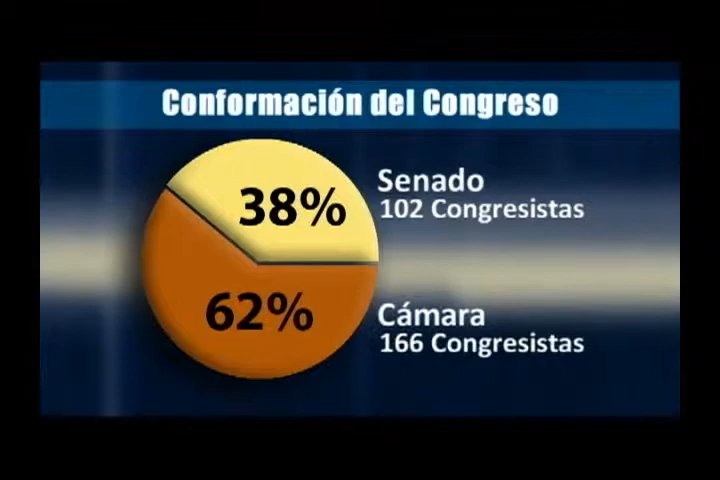 Conformación del Congreso
38%
Senado
102 Congresistas
62%
Cámara
166 Congresistas